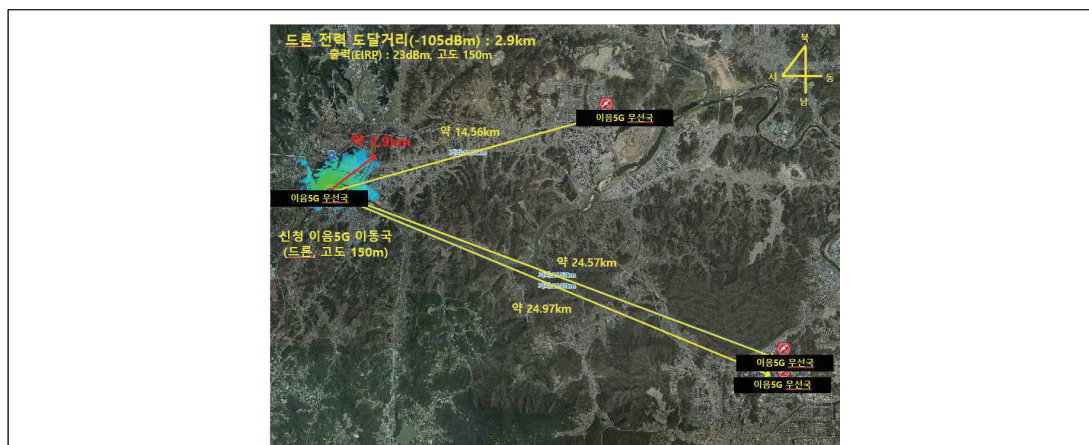 드론 전력 도달거리(-105dBm) : 2.9km
출력(EIRP) : 23dBm, 고도 150m
북
서
동
남
이음5G 무선국
약 14.56km
약 2.9km
이음5G 무선국
신청 이음5G 이동국
(드론, 고도 150m)
약 24.57km
약 24.97km
이음5G 무선국
이음5G 무선국